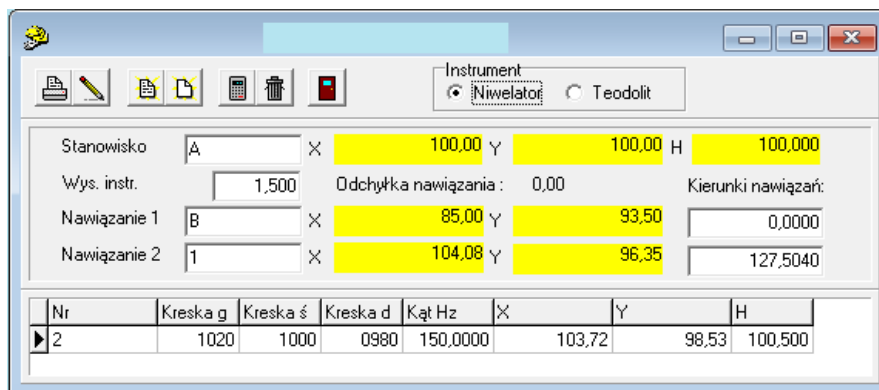 Instrument
Niwelator Teodolit
Stanowisko A X 100,00 Y 100,00 H 100,000
Wys. instr. 1,500 Odchyłka nawiązania : 0,00 Kierunki nawiązań:
Nawiązanie 1 B X 85,00 Y 93,50 0,0000
Nawiązanie 2 1 X 104,08 Y 96,35 127,5040
Nr Kreska g Kreska ś Kreska d Kąt Hz X Y H
2 1020 1000 0980 150,0000 103,72 98,53 100,500